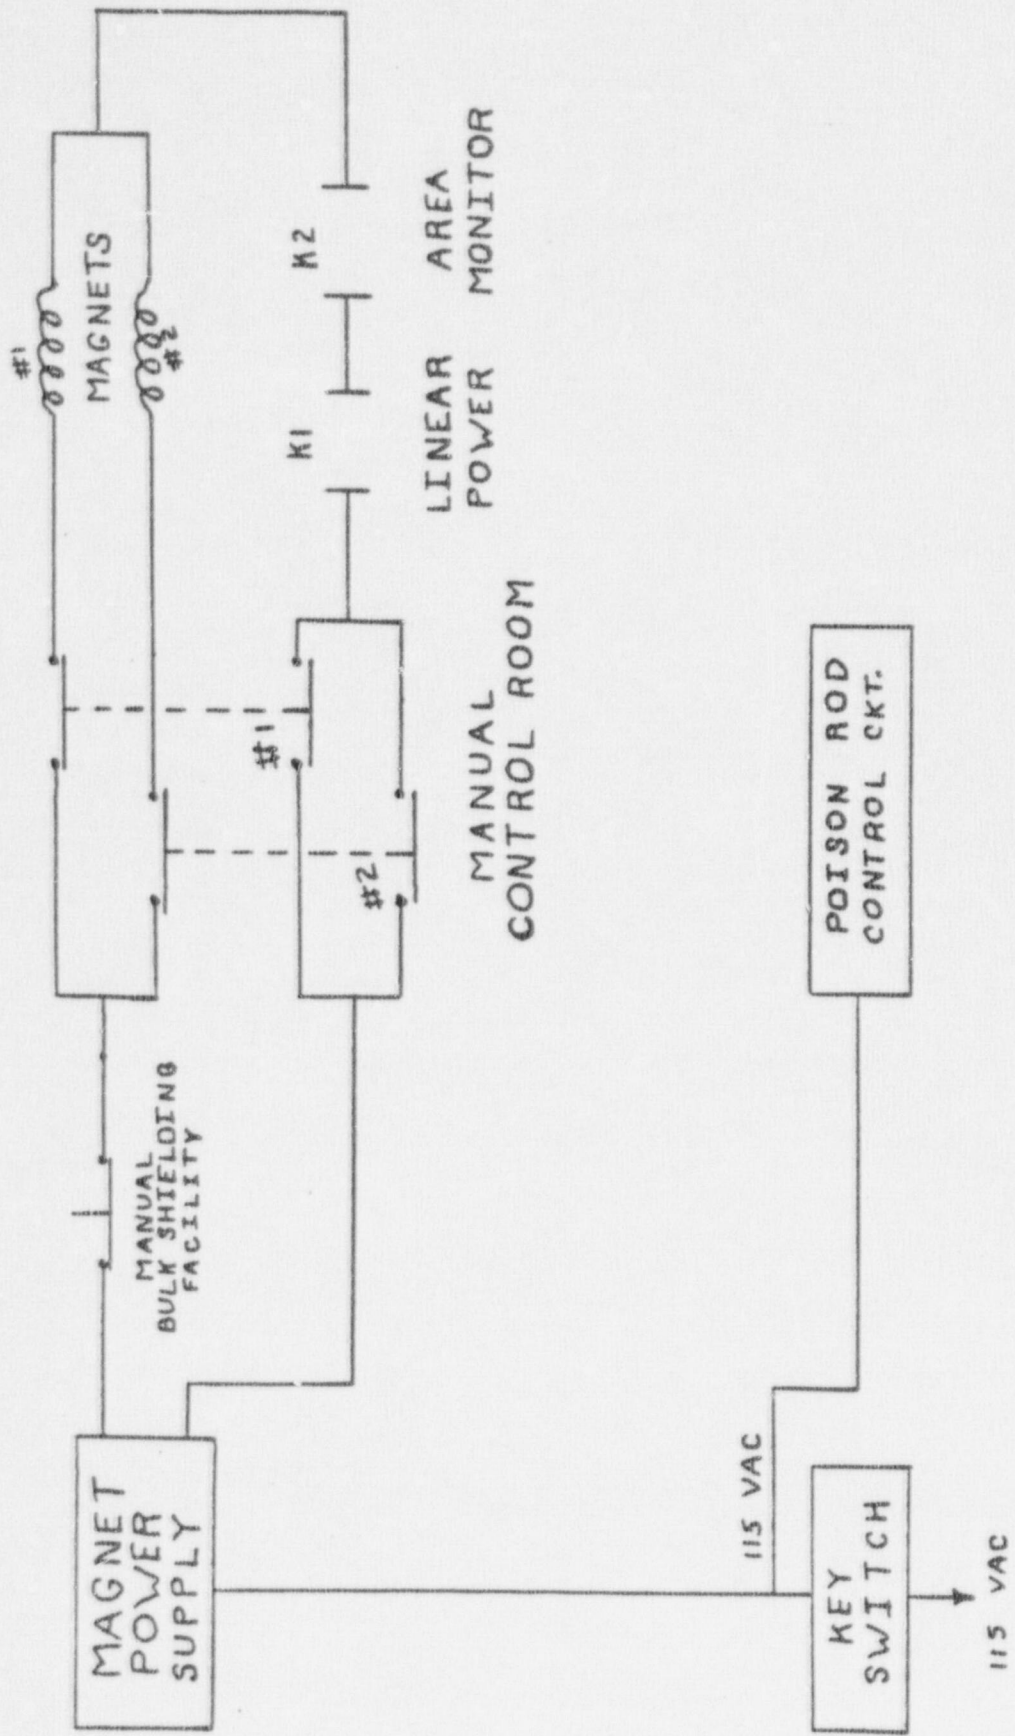 #1
MAGNETS
#2
K1
K2
LINEAR
POWER
AREA
MONITOR
#1
#2
MANUAL
CONTROL ROOM
MANUAL
BULK SHIELDING
FACILITY
MAGNET
POWER
SUPPLY
115 VAC
KEY
SWITCH
115 VAC
POISON ROD
CONTROL CKT.